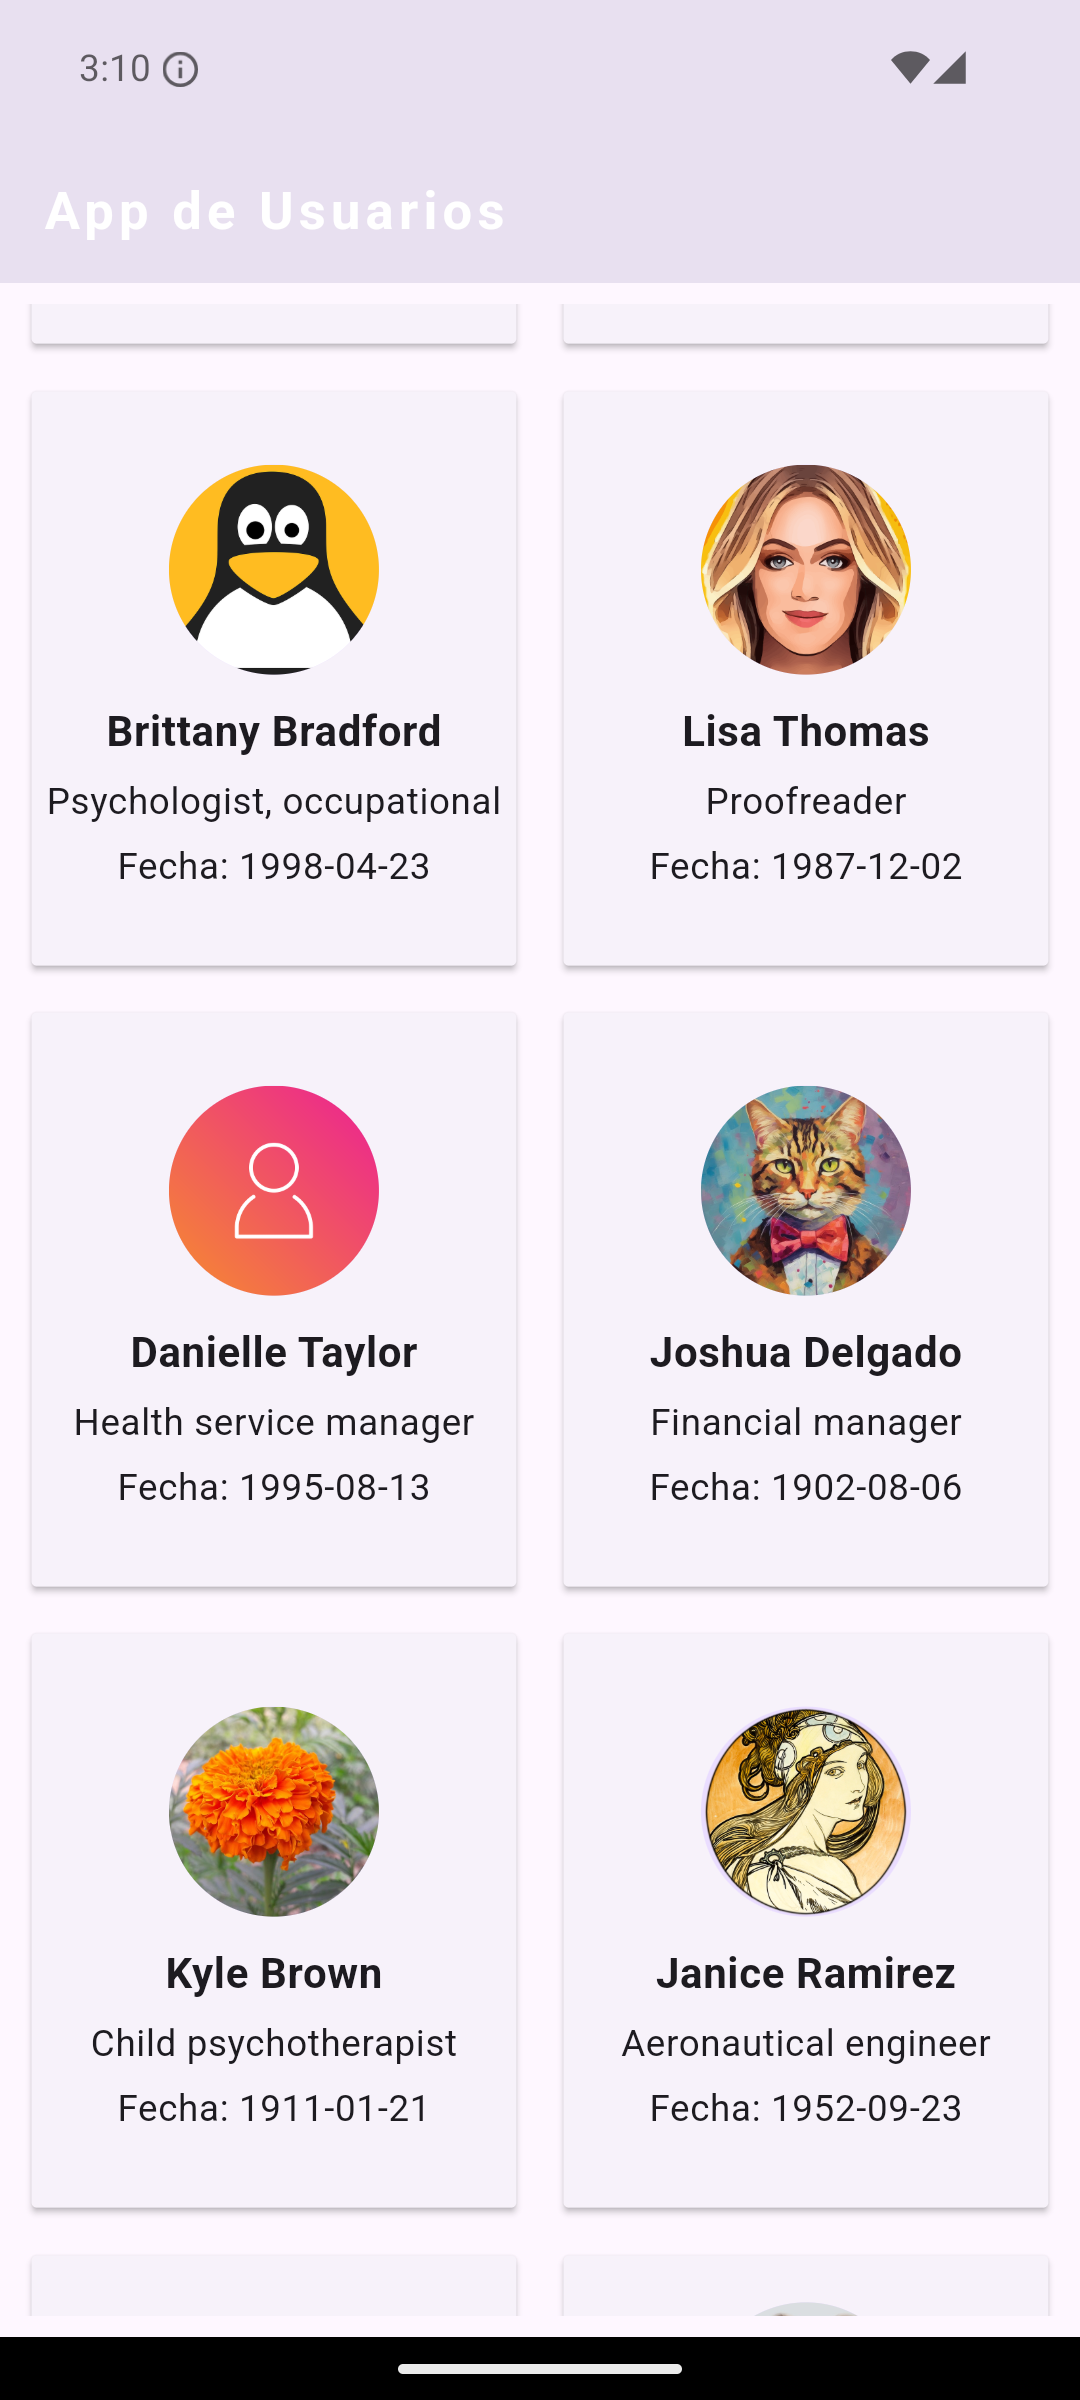 3:10
App de Usuarios
Brittany Bradford
Psychologist, occupational
Fecha: 1998-04-23
Lisa Thomas
Proofreader
Fecha: 1987-12-02
Danielle Taylor
Health service manager
Fecha: 1995-08-13
Joshua Delgado
Financial manager
Fecha: 1902-08-06
Kyle Brown
Child psychotherapist
Fecha: 1911-01-21
Janice Ramirez
Aeronautical engineer
Fecha: 1952-09-23